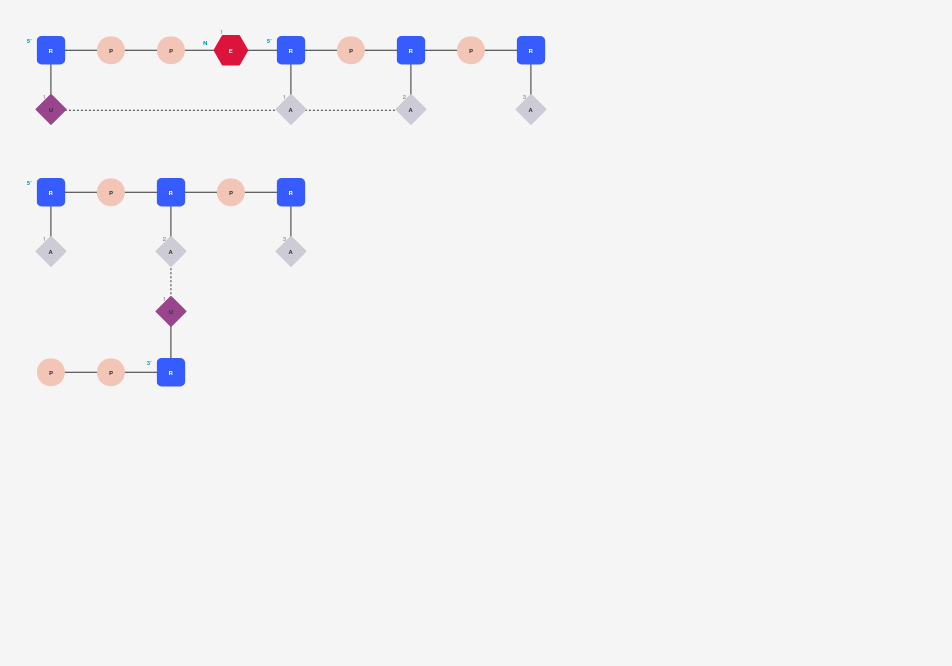 1
5' R P P N E 5' R P R P R
1 1 2 3
U A A A
5' R P R P R
1 2 3
A A A
1
U
3'
P P R